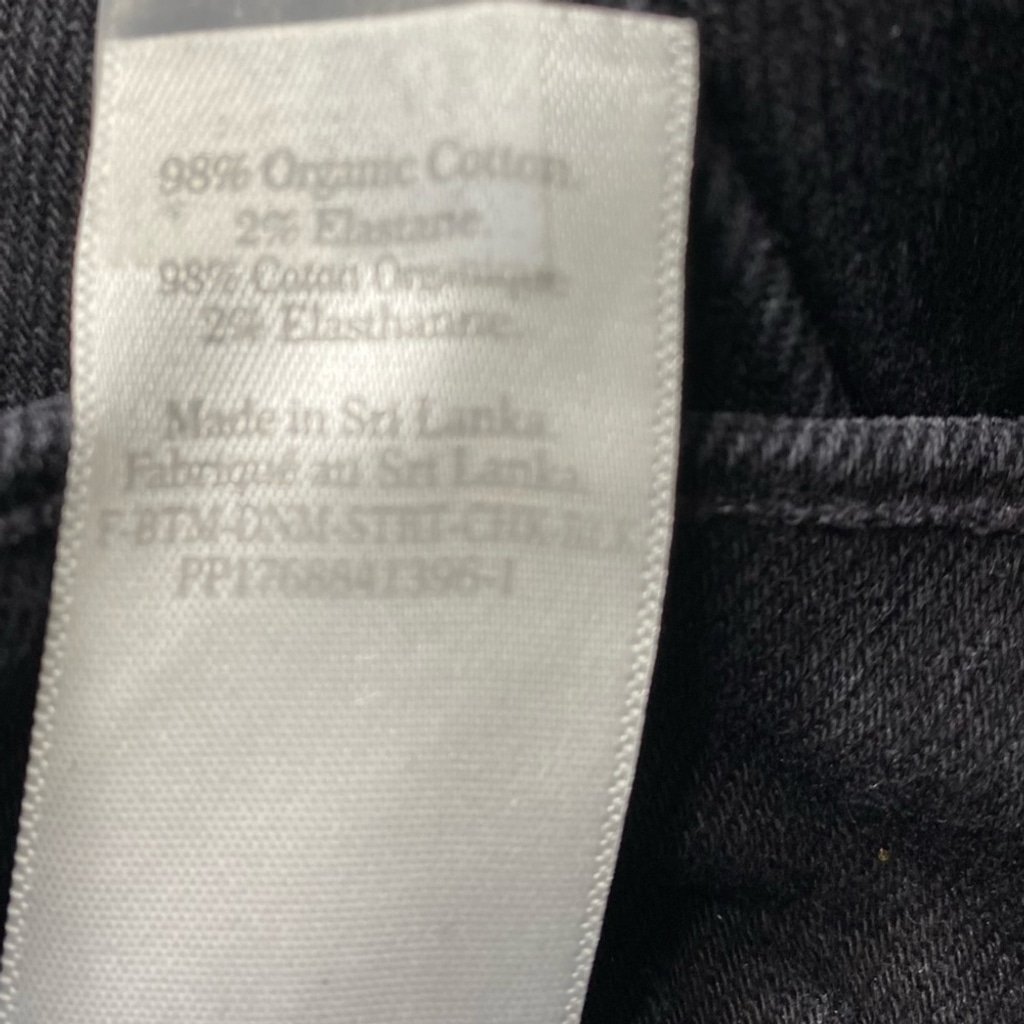 98% Organic Cotton.
2% Elastane.
98% Coton
2% Elasthanne.
Made in Sri Lanka.
Fabriqué au Sri Lanka.
F-BTM-DNM-STRT-CHK-BLK
PP1768841396-1